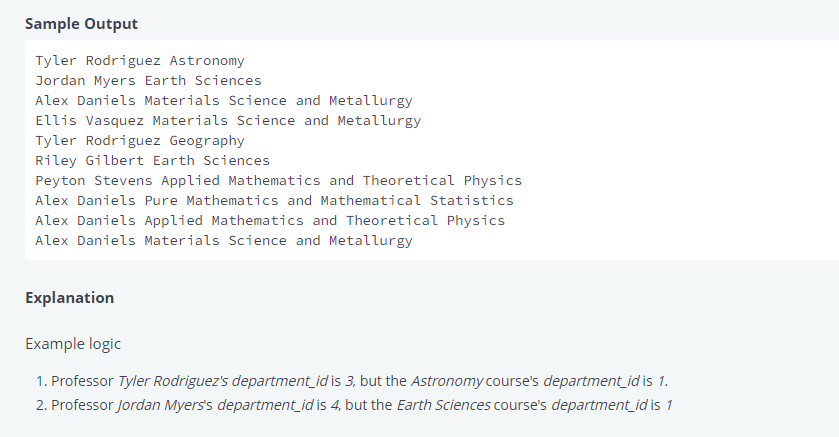 Sample Output
Tyler Rodriguez Astronomy
Jordan Myers Earth Sciences
Alex Daniels Materials Science and Metallurgy
Ellis Vasquez Materials Science and Metallurgy
Tyler Rodriguez Geography
Riley Gilbert Earth Sciences
Peyton Stevens Applied Mathematics and Theoretical Physics
Alex Daniels Pure Mathematics and Mathematical Statistics
Alex Daniels Applied Mathematics and Theoretical Physics
Alex Daniels Materials Science and Metallurgy
Explanation
Example logic
1. Professor Tyler Rodriguez's department_id is 3, but the Astronomy course's department_id is 1.
2. Professor Jordan Myers's department_id is 4, but the Earth Sciences course's department_id is 1